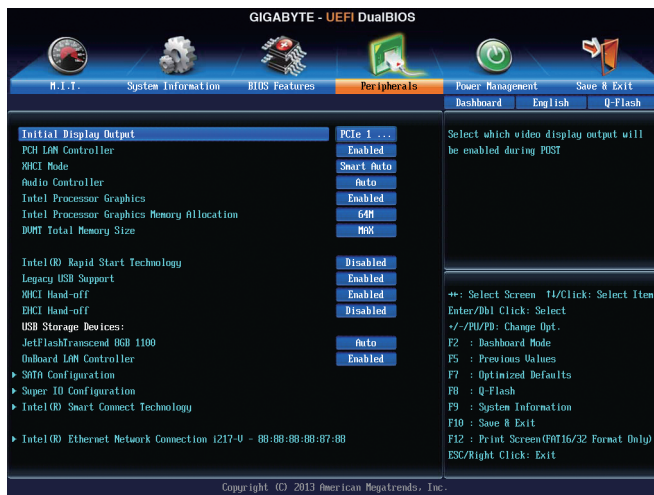 GIGABYTE - UEFI DualBIOS
M.I.T. System Information BIOS Features Peripherals Power Management Save & Exit
Dashboard English Q-Flash
Initial Display Output PCIe 1 ...
PCH LAN Controller Enabled
XHCI Mode Smart Auto
Audio Controller Auto
Intel Processor Graphics Enabled
Intel Processor Graphics Memory Allocation 64M
DVMT Total Memory Size MAX
Intel(R) Rapid Start Technology Disabled
Legacy USB Support Enabled
XHCI Hand-off Enabled
EHCI Hand-off Disabled
USB Storage Devices:
JetFlashTranscend 8GB 1100 Auto
OnBoard LAN Controller Enabled
SATA Configuration
Super IO Configuration
Intel(R) Smart Connect Technology
Intel(R) Ethernet Network Connection i217-V - 88:88:88:88:87:88
Select which video display output will
be enabled during POST
↔: Select Screen ↑↓/Click: Select Item
Enter/Dbl Click: Select
+/-/PU/PD: Change Opt.
F2 : Dashboard Mode
F5 : Previous Values
F7 : Optimized Defaults
F8 : Q-Flash
F9 : System Information
F10 : Save & Exit
F12 : Print Screen(FAT16/32 Format Only)
ESC/Right Click: Exit
Copyright (C) 2013 American Megatrends, Inc.